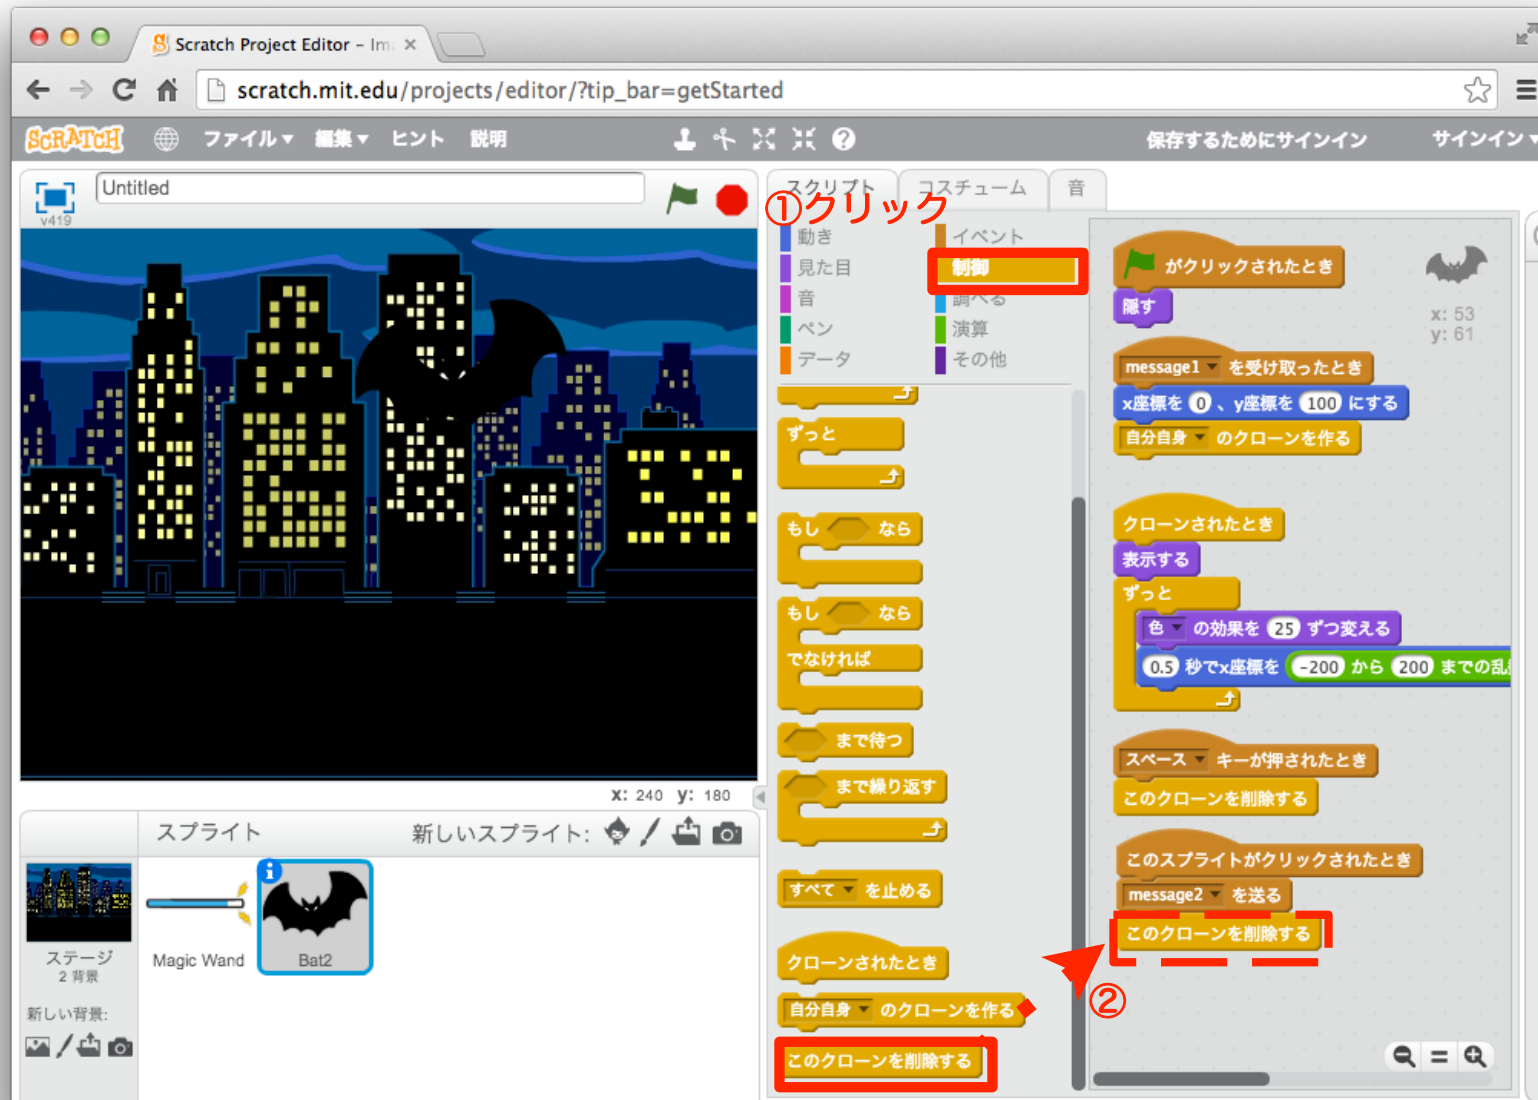 Scratch Project Editor – Im
scratch.mit.edu/projects/editor/?tip_bar=getStarted
SCRATCH ファイル 編集 ヒント 説明 保存するためにサインイン サインイン
v419 Untitled
スクリプト コスチューム 音
①クリック
動き イベント
見た目 制御
音 調べる
ペン 演算
データ その他
ずっと
もし なら
もし なら
でなければ
まで待つ
まで繰り返す
すべて を止める
クローンされたとき
自分自身 のクローンを作る
このクローンを削除する
がクリックされたとき
隠す
x: 53
y: 61
message1 を受け取ったとき
x座標を 0 、y座標を 100 にする
自分自身 のクローンを作る
クローンされたとき
表示する
ずっと
色 の効果を 25 ずつ変える
0.5 秒でx座標を -200 から 200 までの乱
スペース キーが押されたとき
このクローンを削除する
このスプライトがクリックされたとき
message2 を送る
このクローンを削除する
②
X: 240 y: 180
スプライト 新しいスプライト:
ステージ
2 背景
新しい背景:
Magic Wand
Bat2